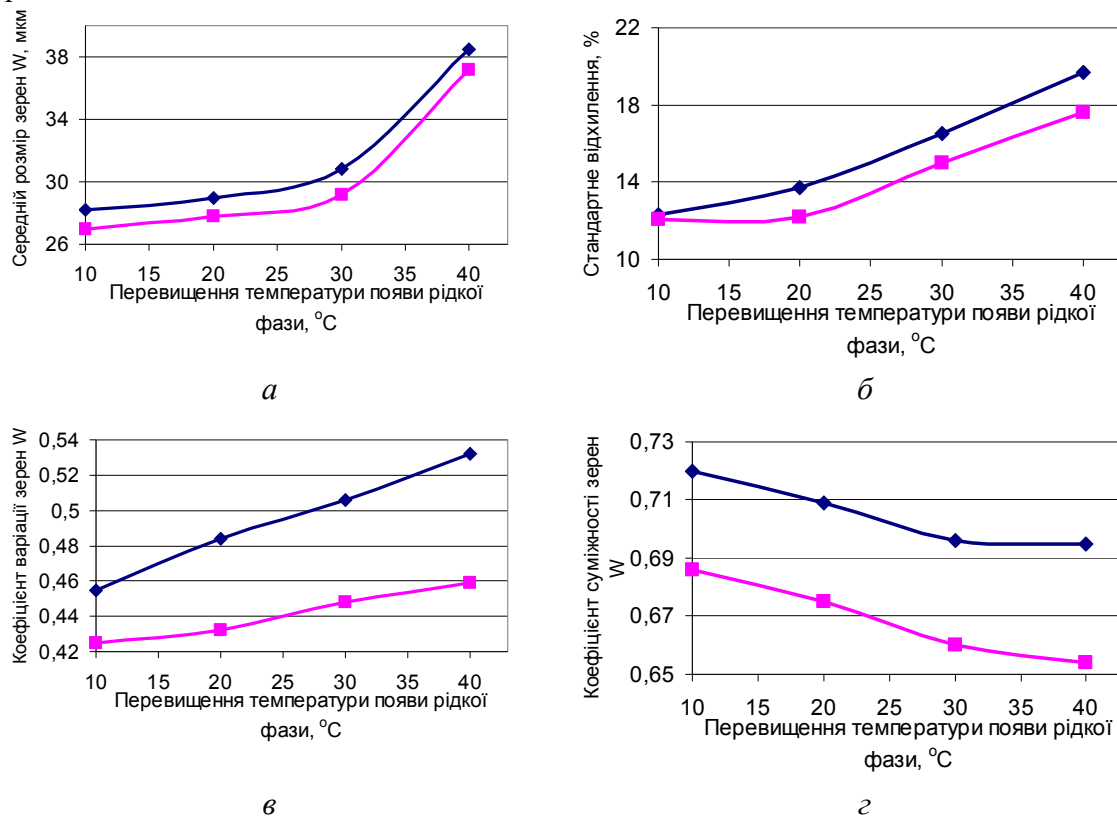 Середній розмір зерен W, мкм
38
34
30
26
10 15 20 25 30 35 40
Перевищення температури появи рідкої
фази, °C
а
Стандартне відхилення, %
22
18
14
10
10 15 20 25 30 35 40
Перевищення температури появи рідкої
фази, °C
б
Коефіцієнт варіації зерен W
0,54
0,52
0,5
0,48
0,46
0,44
0,42
10 15 20 25 30 35 40
Перевищення температури появи рідкої
фази, °C
в
Коефіцієнт суміжності зерен
W
0,73
0,71
0,69
0,67
0,65
10 15 20 25 30 35 40
Перевищення температури появи рідкої
фази, °C
г